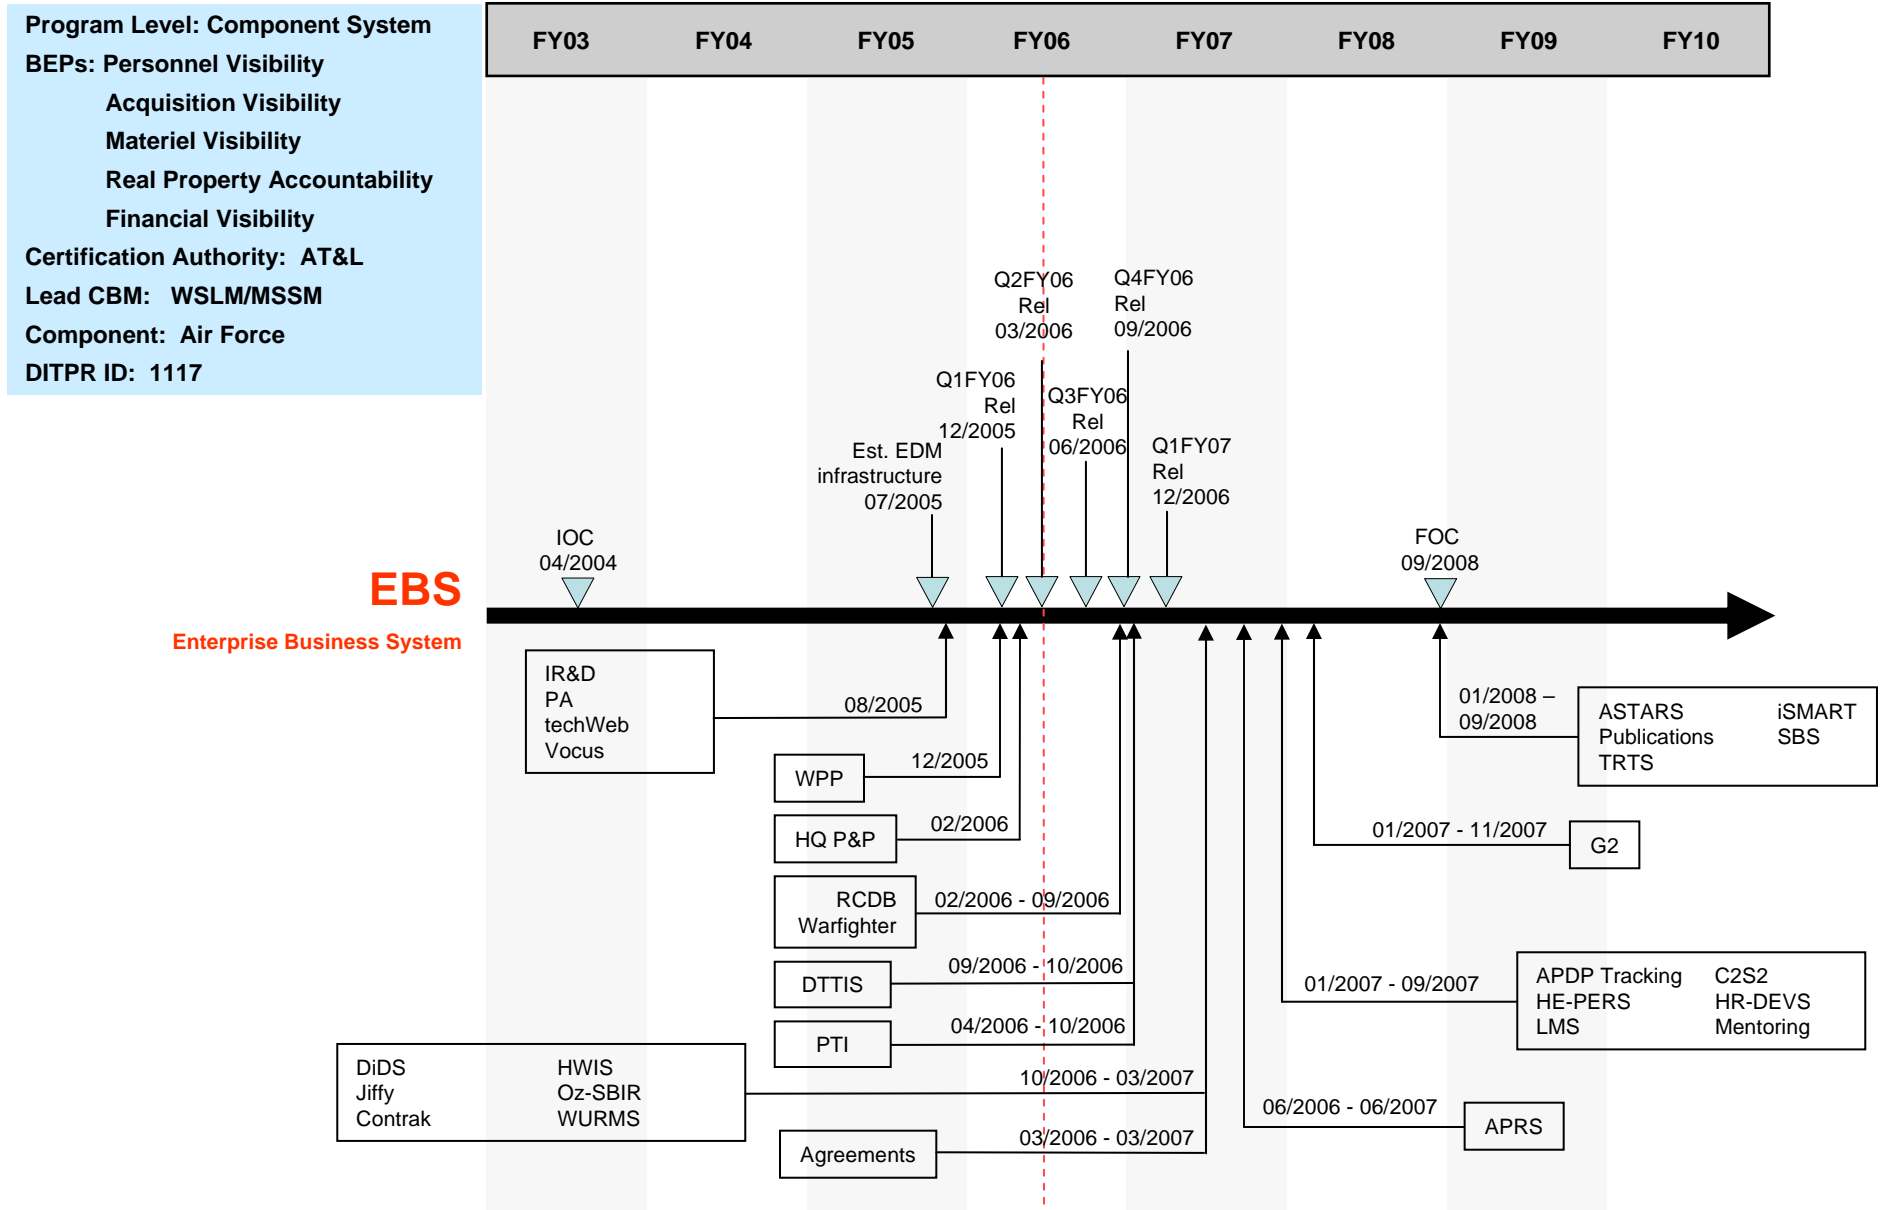 Program Level: Component System
BEPs: Personnel Visibility
Acquisition Visibility
Materiel Visibility
Real Property Accountability
Financial Visibility
Certification Authority: AT&L
Lead CBM: WSLM/MSSM
Component: Air Force
DITPR ID: 1117
FY03 FY04 FY05 FY06 FY07 FY08 FY09 FY10
Q2FY06
Rel
03/2006
Q4FY06
Rel
09/2006
Q1FY06
Rel
12/2005
Q3FY06
Rel
06/2006
Est. EDM
infrastructure
07/2005
Q1FY07
Rel
12/2006
IOC
04/2004
FOC
09/2008
EBS
Enterprise Business System
IR&D
PA
techWeb
Vocus
08/2005
01/2008 –
09/2008
ASTARS iSMART
Publications SBS
TRTS
WPP
12/2005
HQ P&P
02/2006
01/2007 - 11/2007
G2
RCDB
Warfighter
02/2006 - 09/2006
DTTIS
09/2006 - 10/2006
01/2007 - 09/2007
APDP Tracking C2S2
HE-PERS HR-DEVS
LMS Mentoring
PTI
04/2006 - 10/2006
DiDS HWIS
Jiffy Oz-SBIR
Contrak WURMS
10/2006 - 03/2007
06/2006 - 06/2007
APRS
Agreements
03/2006 - 03/2007